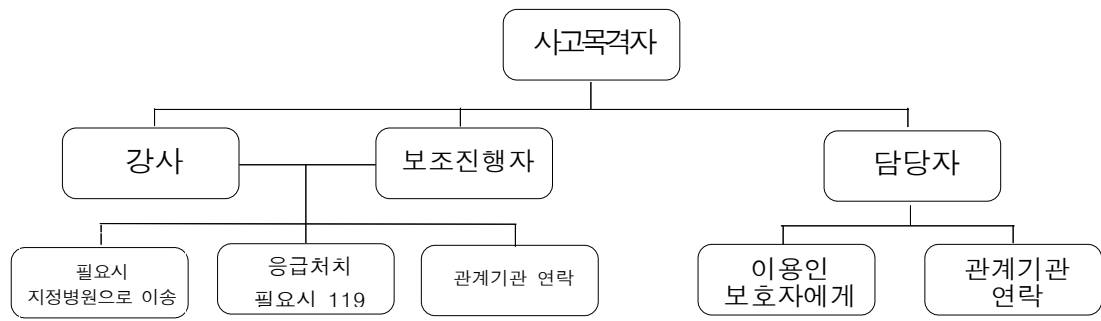 사고목격자
강사
보조진행자
담당자
필요시
지정병원으로 이송
응급처치
필요시 119
관계기관 연락
이용인
보호자에게
관계기관
연락